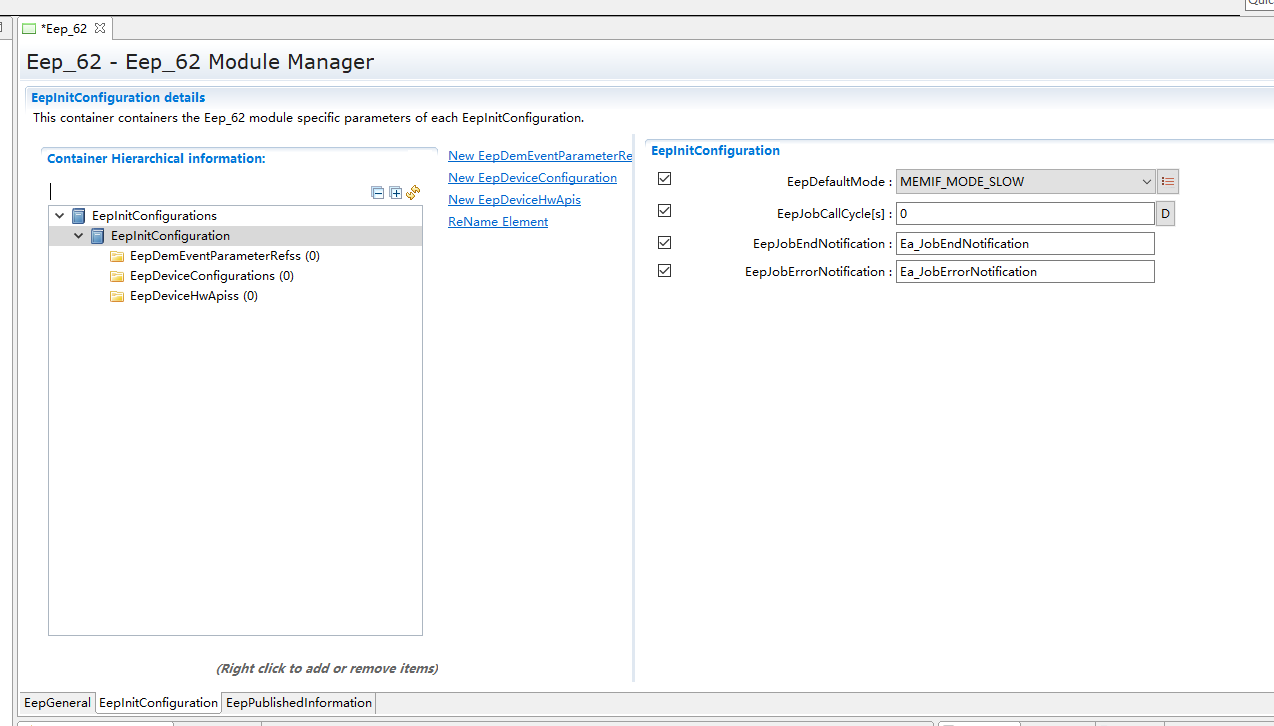 *Eep_62
Eep_62 - Eep_62 Module Manager
EepInitConfiguration details
This container containers the Eep_62 module specific parameters of each EepInitConfiguration.
Container Hierarchical information:
EepInitConfigurations
EepInitConfiguration
EepDemEventParameterRefss (0)
EepDeviceConfigurations (0)
EepDeviceHwApiss (0)
(Right click to add or remove items)
New EepDemEventParameterRe
New EepDeviceConfiguration
New EepDeviceHwApis
ReName Element
EepInitConfiguration
EepDefaultMode : MEMIF_MODE_SLOW
EepJobCallCycle[s] : 0 D
EepJobEndNotification : Ea_JobEndNotification
EepJobErrorNotification : Ea_JobErrorNotification
EepGeneral EepInitConfiguration EepPublishedInformation